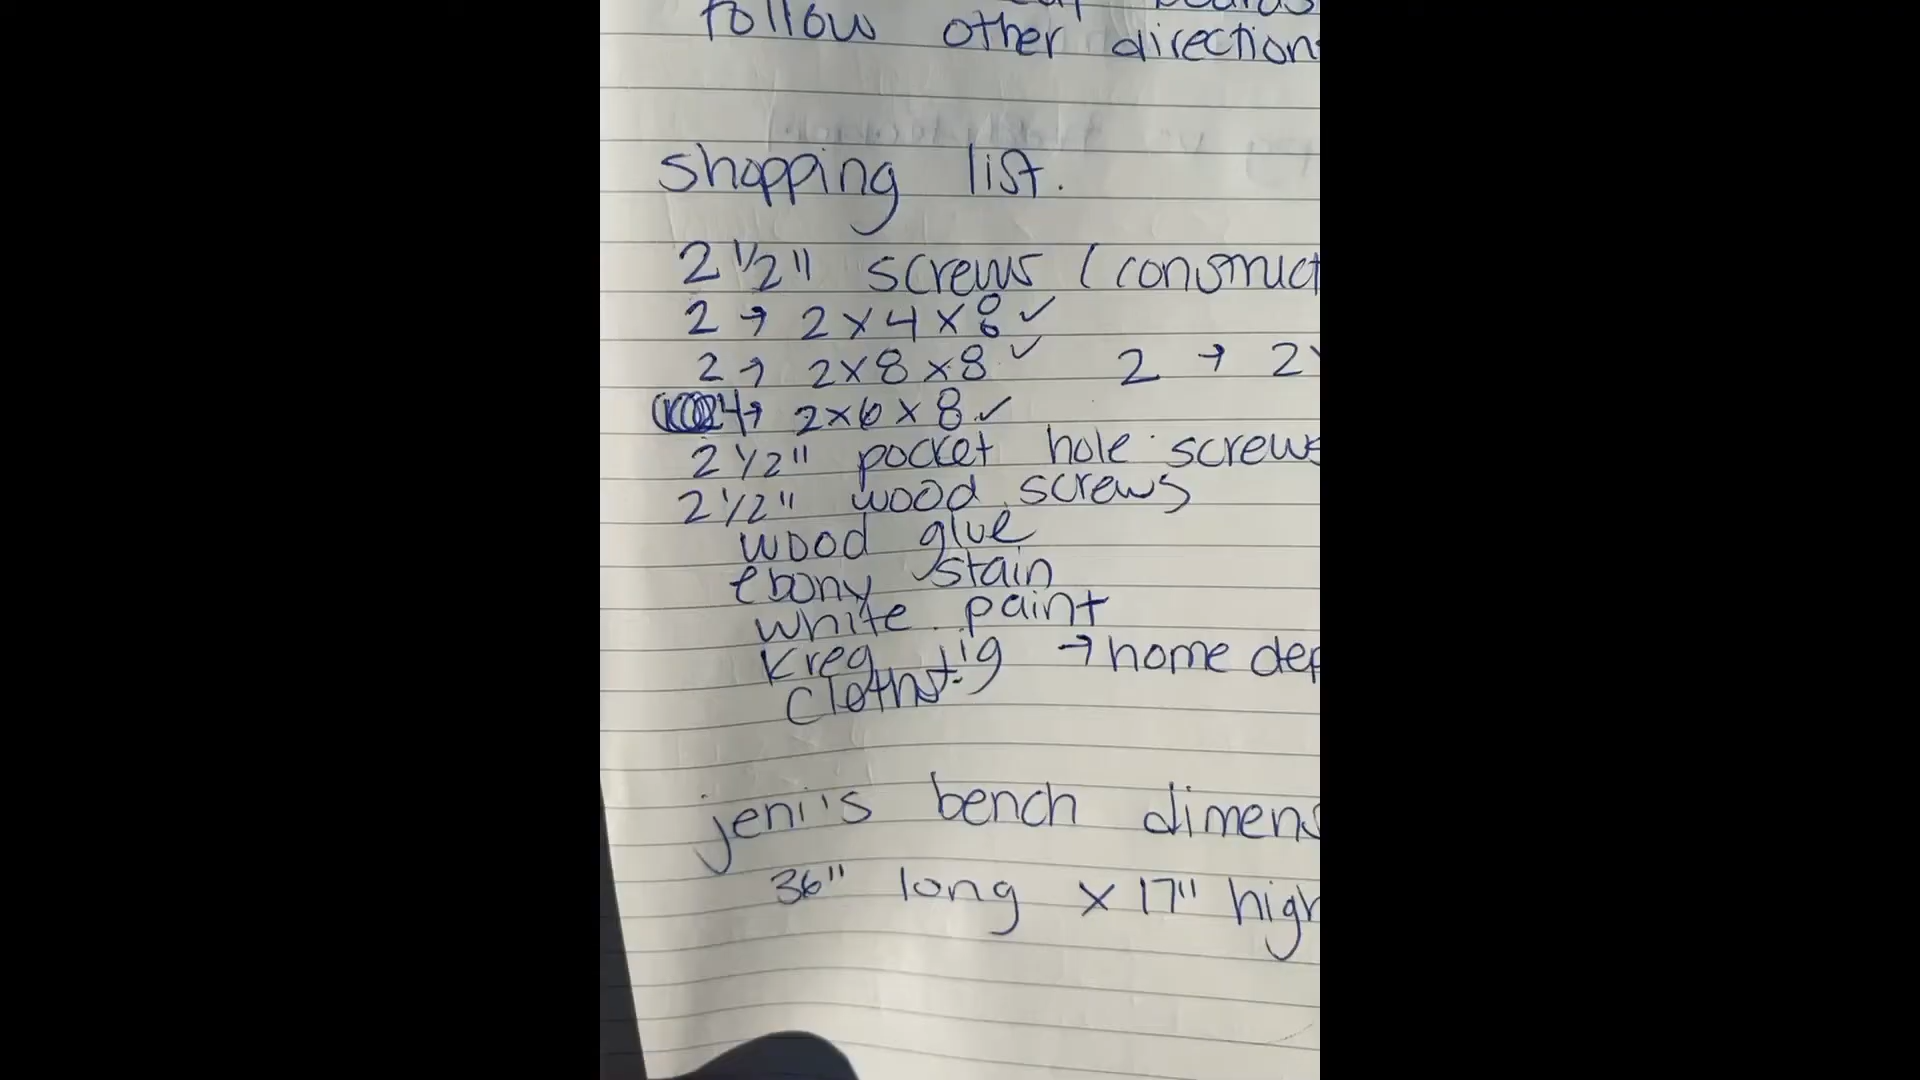 follow other direction
shopping list.
2 1/2" screws (construct
2 → 2x4x8 ✓
2 → 2x8x8 ✓ 2 → 2
4→ 2x6x8 ✓
2 1/2" pocket hole screws
2 1/2" wood screws
wood glue
ebony stain
white paint
Kreg jig → home dep
cloths
jeni's bench dimens
36" long x 17" high